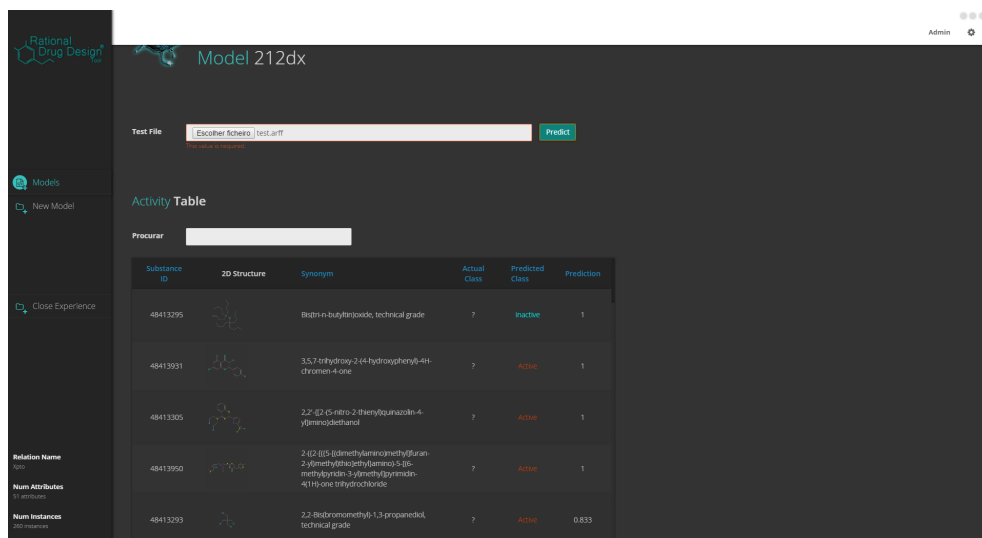 Rational
Drug Design
Tool
Admin
Model 212dx
Test File
Escolher ficheiro test.arff
Predict
This value is required.
Models
New Model
Close Experience
Activity Table
Procurar
Substance ID
2D Structure
Synonym
Actual Class
Predicted Class
Prediction
48413295
Bis(tri-n-butyltin)oxide, technical grade
?
Inactive
1
48413931
3,5,7-trihydroxy-2-(4-hydroxyphenyl)-4H-
chromen-4-one
?
Active
1
48413305
2,2'-{[2-(5-nitro-2-thienyl)quinazolin-4-
yl]imino}diethanol
?
Active
1
48413950
2-{(2-{((5-[(dimethylamino)methyl]furan-
2-yl)methyl)thio}ethyl)amino}-5-[(6-
methylpyridin-3-yl)methyl]pyrimidin-
4(1H)-one trihydrochloride
?
Active
1
48413293
2,2-Bis(bromomethyl)-1,3-propanediol,
technical grade
?
Active
0.833
Relation Name
Xpto
Num Attributes
51 attributes
Num Instances
260 instances